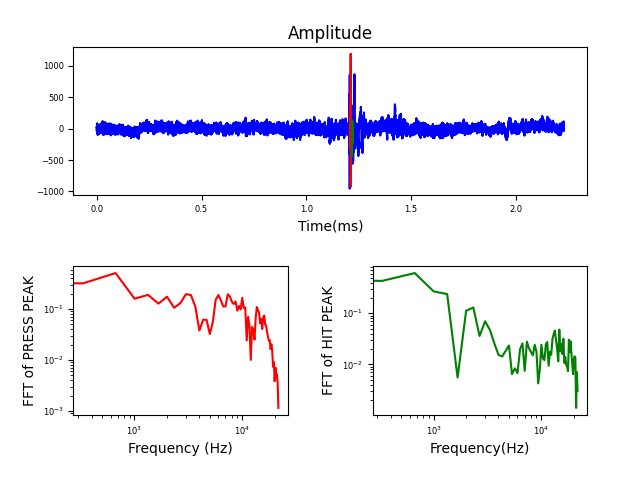 Amplitude
1000
500
0
−500
−1000
0.0 0.5 1.0 1.5 2.0
Time(ms)
FFT of PRESS PEAK
10⁻¹
10⁻²
10⁻³
10³ 10⁴
Frequency (Hz)
FFT of HIT PEAK
10⁻¹
10⁻²
10³ 10⁴
Frequency(Hz)